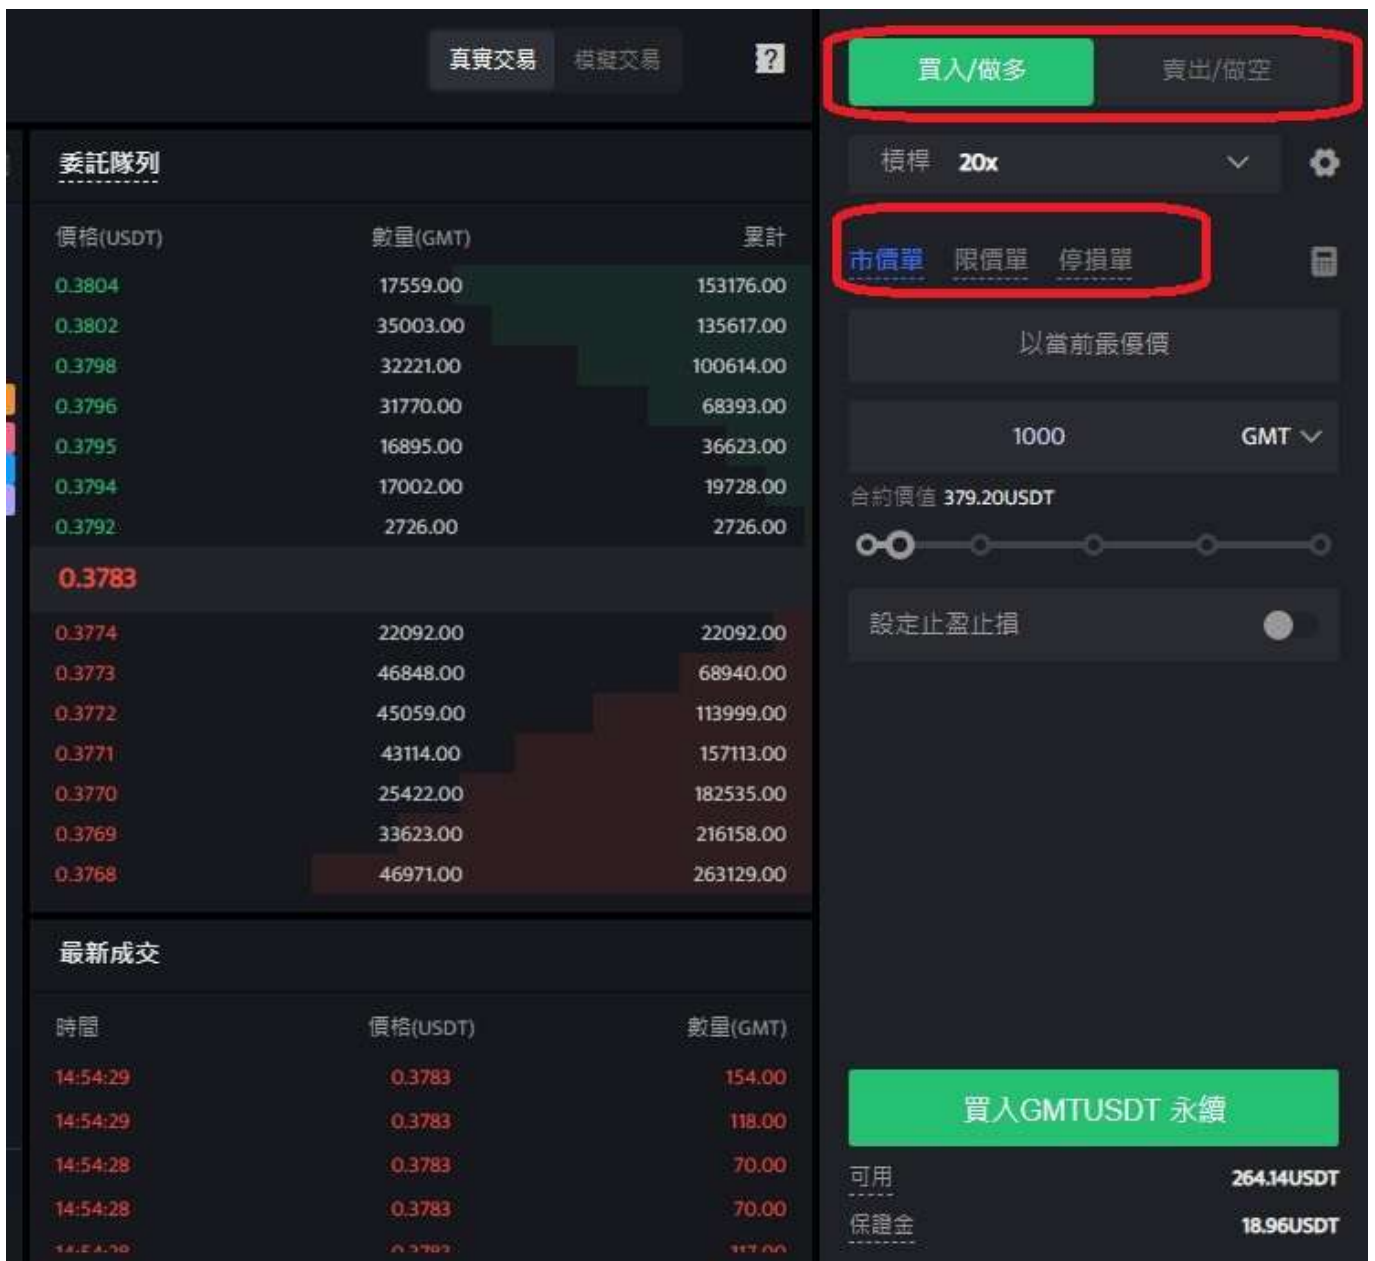 真實交易 模擬交易 ?
委託隊列
價格(USDT) 數量(GMT) 累計
0.3804 17559.00 153176.00
0.3802 35003.00 135617.00
0.3798 32221.00 100614.00
0.3796 31770.00 68393.00
0.3795 16895.00 36623.00
0.3794 17002.00 19728.00
0.3792 2726.00 2726.00
0.3783
0.3774 22092.00 22092.00
0.3773 46848.00 68940.00
0.3772 45059.00 113999.00
0.3771 43114.00 157113.00
0.3770 25422.00 182535.00
0.3769 33623.00 216158.00
0.3768 46971.00 263129.00
最新成交
時間 價格(USDT) 數量(GMT)
14:54:29 0.3783 154.00
14:54:29 0.3783 118.00
14:54:28 0.3783 70.00
14:54:28 0.3783 70.00
14:54:28 0.3783 117.00
買入/做多 賣出/做空
槓桿 20x
市價單 限價單 停損單
以當前最優價
1000 GMT
合約價值 379.20USDT
設定止盈止損
買入GMTUSDT 永續
可用 264.14USDT
保證金 18.96USDT